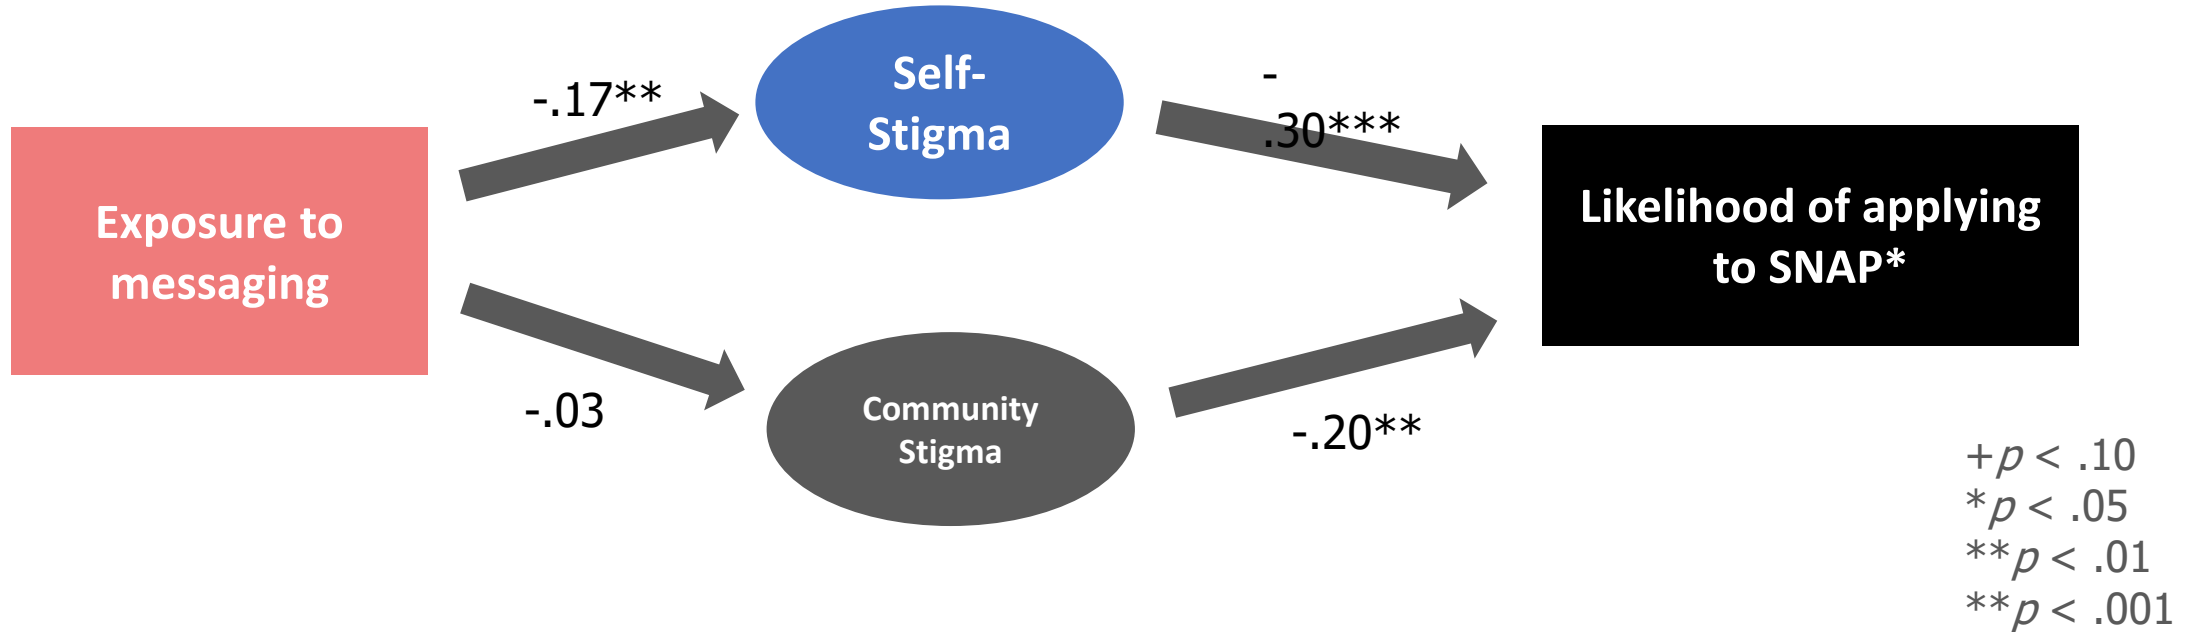 Self-
Stigma
-.17**
-
.30***
Exposure to
messaging
Likelihood of applying
to SNAP*
-.03
Community
Stigma
-.20**
+p < .10
*p < .05
**p < .01
**p < .001